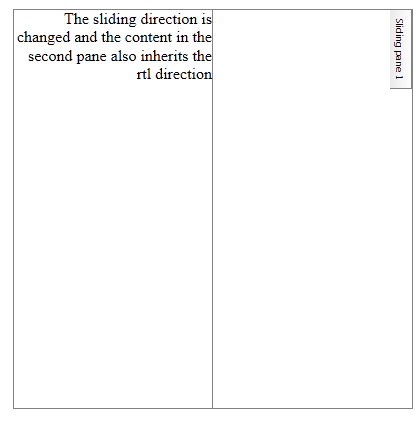 The sliding direction is
changed and the content in the
second pane also inherits the
rtl direction
Sliding pane 1